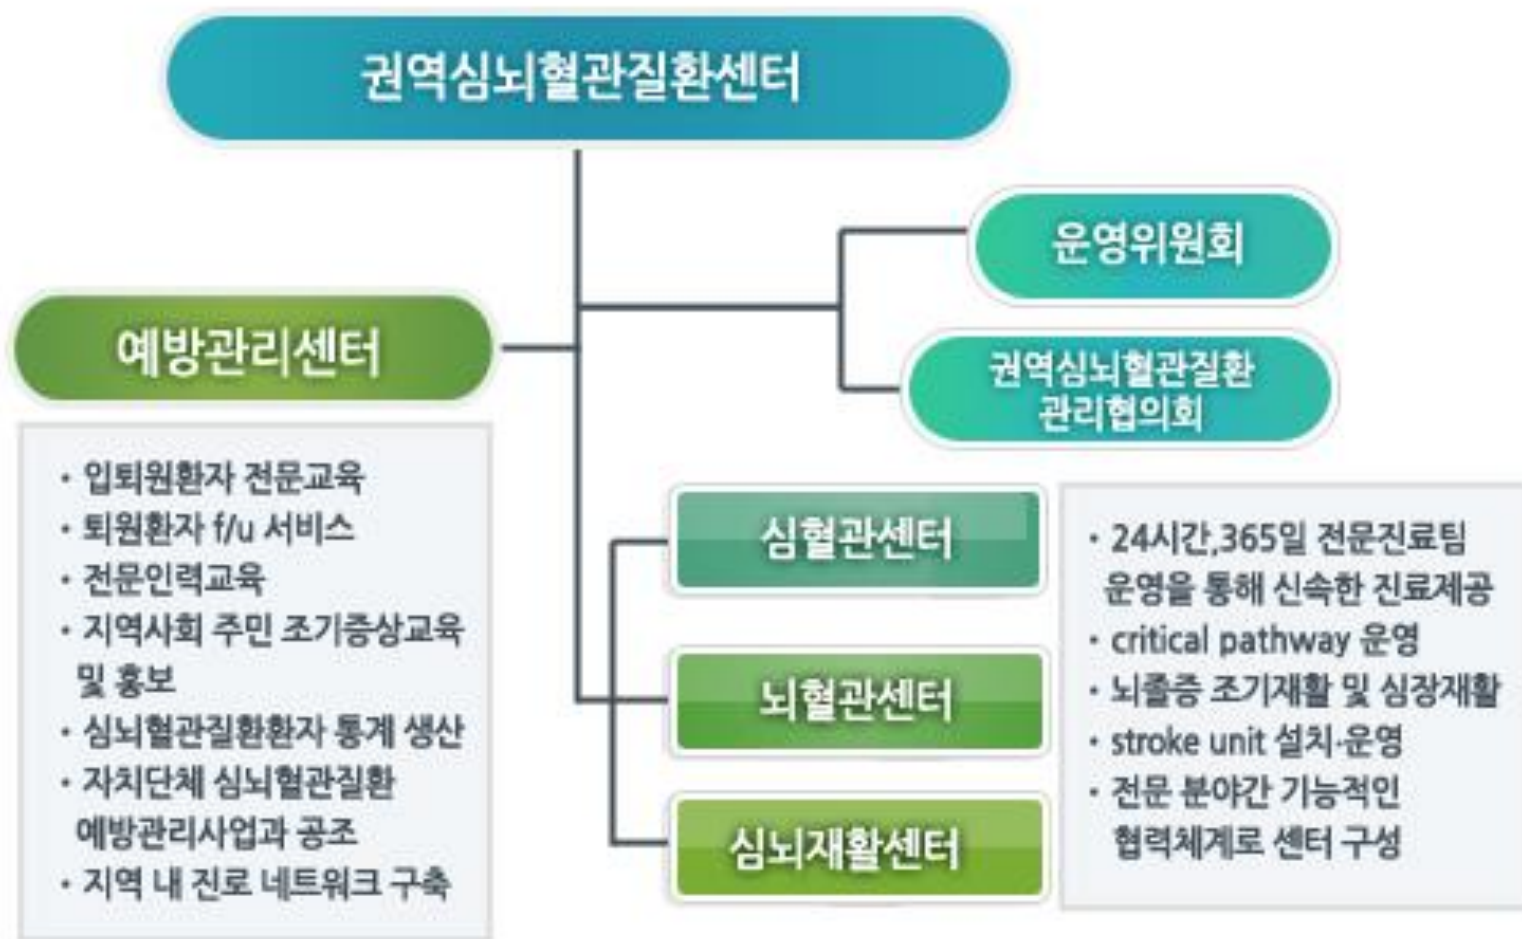 권역심뇌혈관질환센터
운영위원회
권역심뇌혈관질환
관리협의회
예방관리센터
• 입퇴원환자 전문교육
• 퇴원환자 f/u 서비스
• 전문인력교육
• 지역사회 주민 조기증상교육
및 홍보
• 심뇌혈관질환환자 통계 생산
• 자치단체 심뇌혈관질환
예방관리사업과 공조
• 지역 내 진로 네트워크 구축
심혈관센터
뇌혈관센터
심뇌재활센터
• 24시간,365일 전문진료팀
운영을 통해 신속한 진료제공
• critical pathway 운영
• 뇌졸증 조기재활 및 심장재활
• stroke unit 설치·운영
• 전문 분야간 기능적인
협력체계로 센터 구성